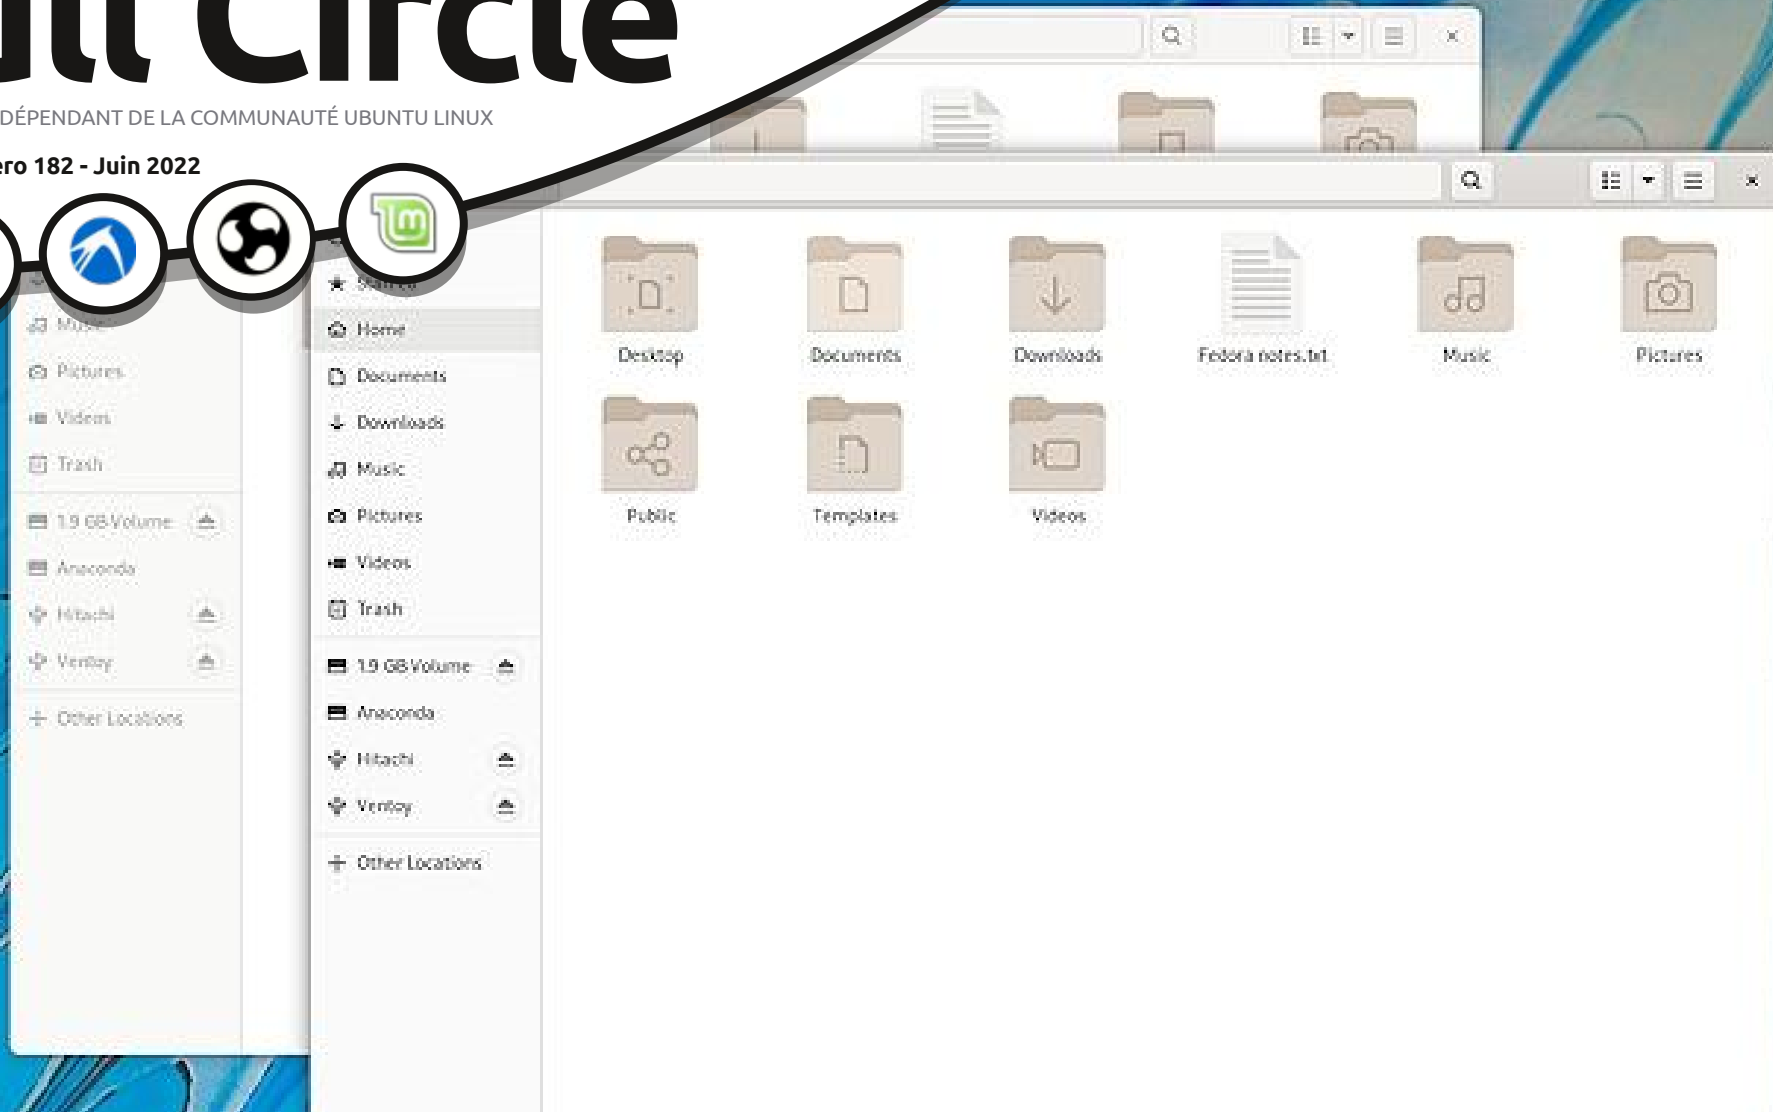 ull Circle
DÉPENDANT DE LA COMMUNAUTÉ UBUNTU LINUX
ero 182 - Juin 2022
Music
Pictures
Videos
Trash
1.9 GB Volume
Anaconda
Hitachi
Ventoy
Other Locations
Home
Documents
Downloads
Music
Pictures
Videos
Trash
1.9 GB Volume
Anaconda
Hitachi
Ventoy
Other Locations
Desktop
Documents
Downloads
Fedora notes.txt
Music
Pictures
Public
Templates
Videos